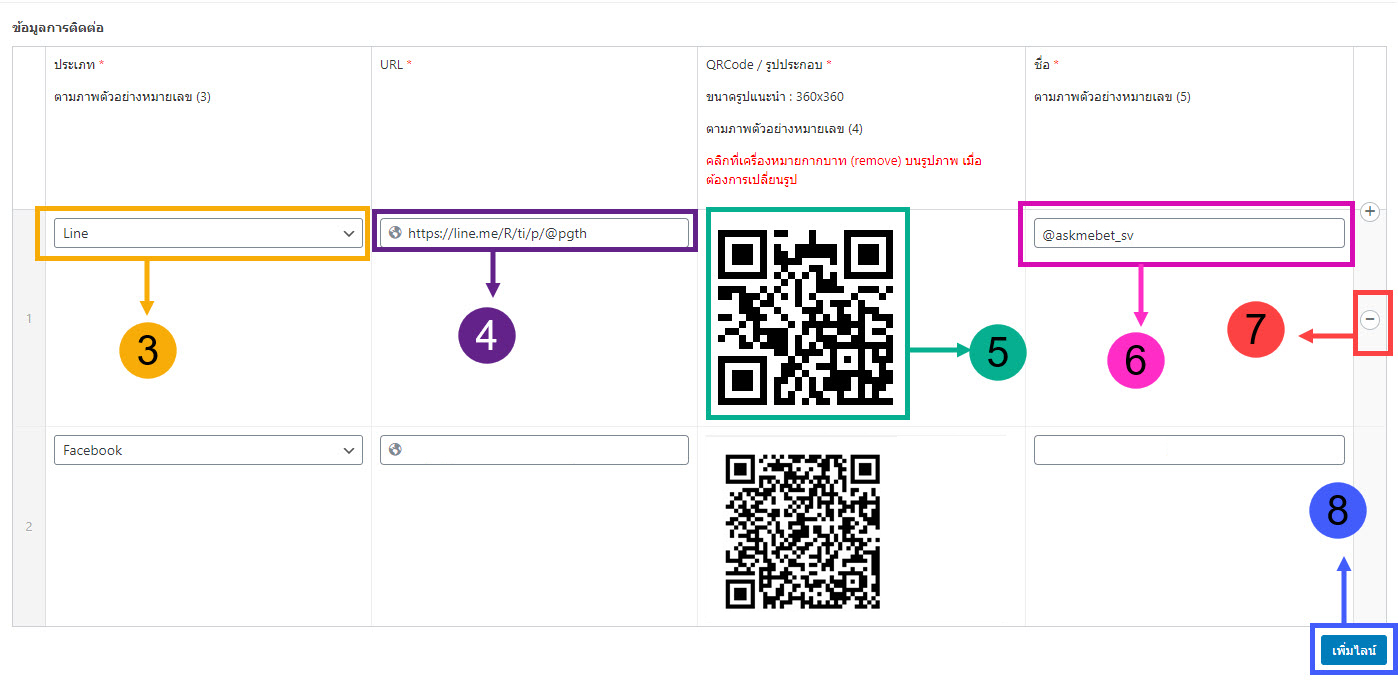 ข้อมูลการติดต่อ
ประเภท *
ตามภาพตัวอย่างหมายเลข (3)
URL *
QRCode / รูปประกอบ *
ขนาดรูปแนะนำ : 360x360
ตามภาพตัวอย่างหมายเลข (4)
คลิกที่เครื่องหมายกากบาท (remove) บนรูปภาพ เมื่อ
ต้องการเปลี่ยนรูป
ชื่อ *
ตามภาพตัวอย่างหมายเลข (5)
1
Line
https://line.me/R/ti/p/@pgth
@askmebet_sv
3
4
5
6
7
2
Facebook
8
เพิ่มไลน์